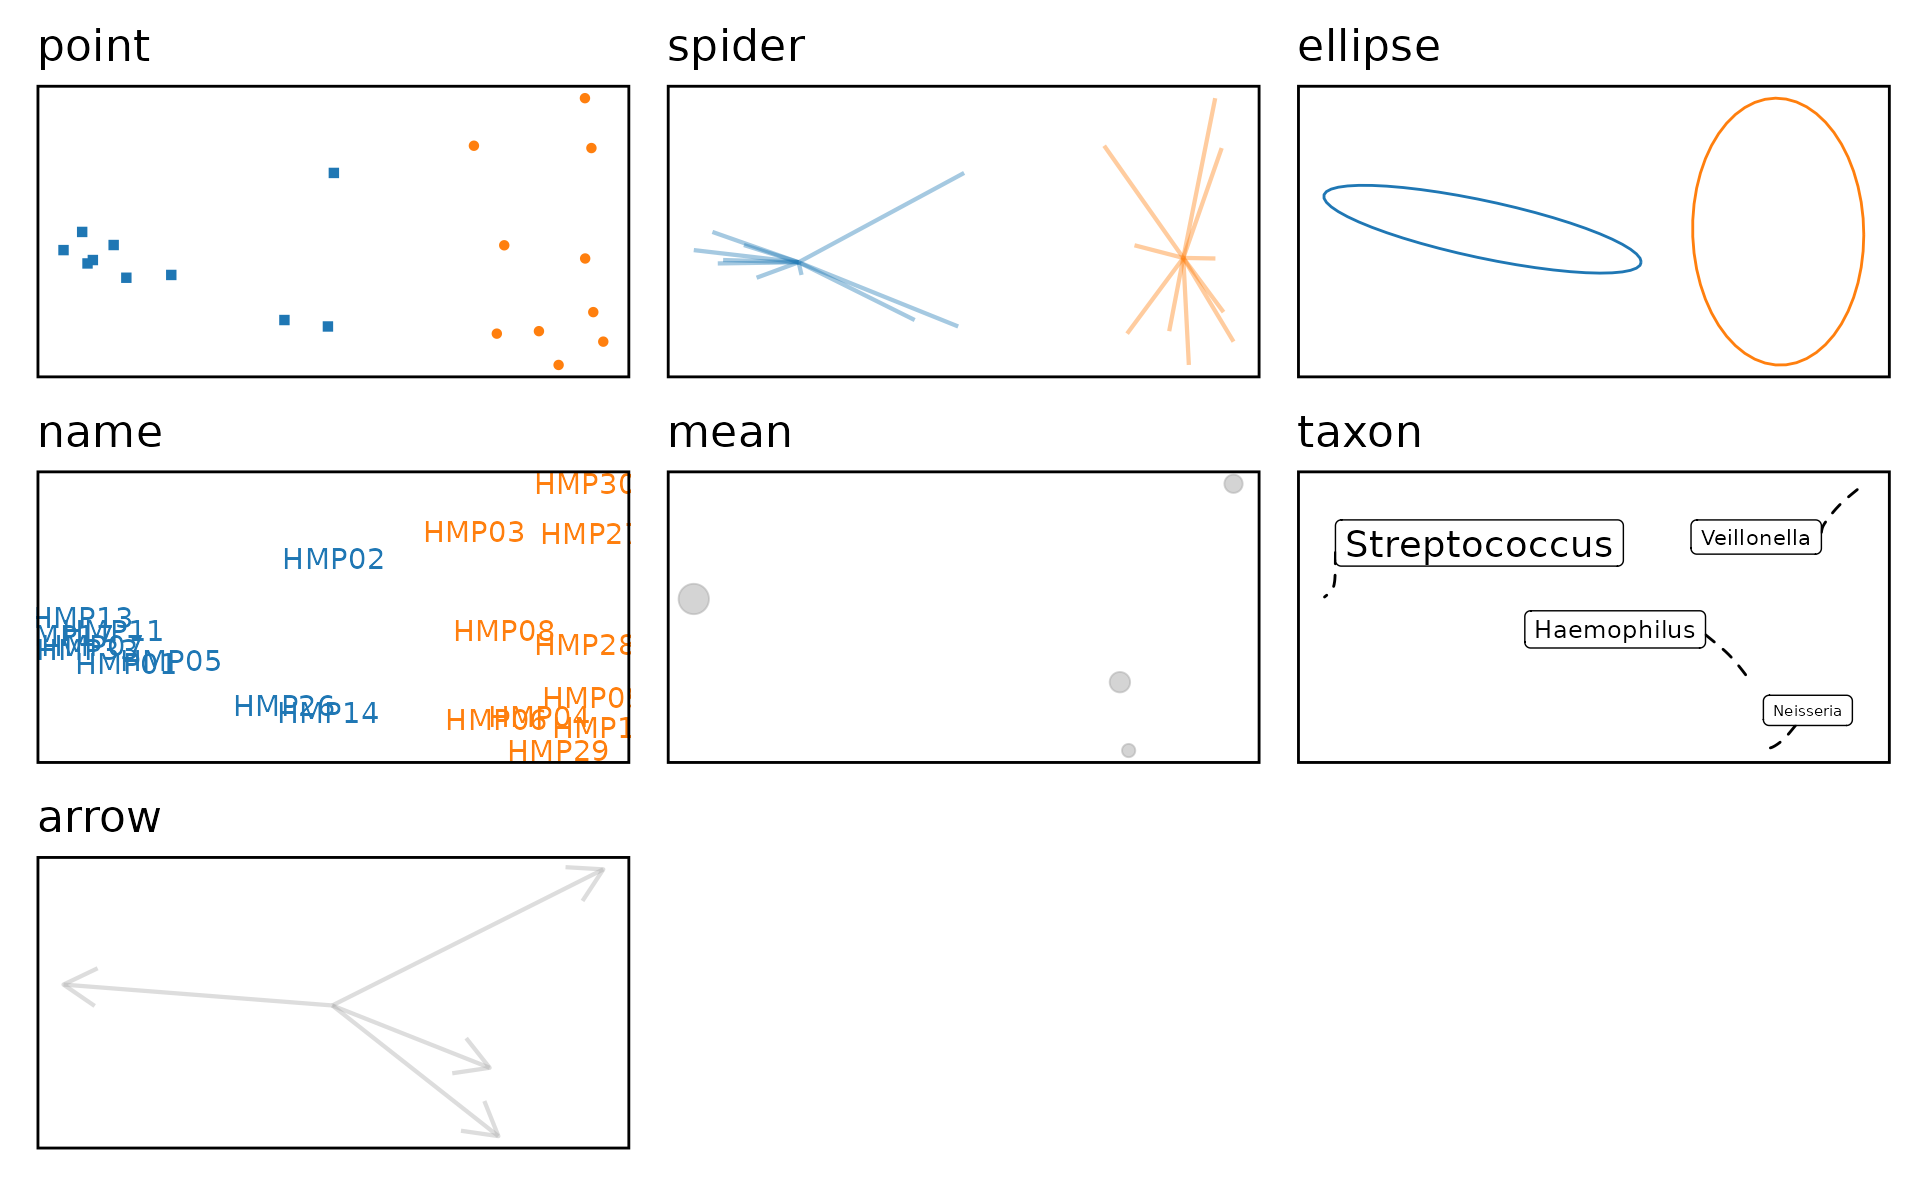 point
spider
ellipse
name
HMP30
HMP03
HMP02
HMP13
HMP11
HMP08
HMP28
HMP05
HMP01
HMP26
HMP14
HMP06
HMP04
HMP29
mean
taxon
Streptococcus
Veillonella
Haemophilus
Neisseria
arrow